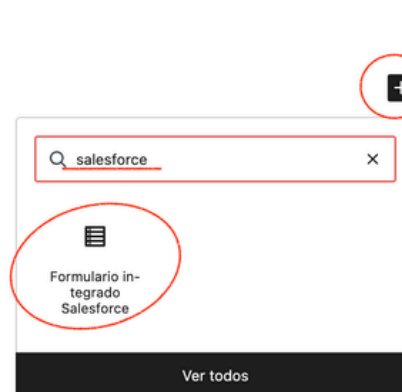 salesforce
Formulario in-
tegrado
Salesforce
Ver todos